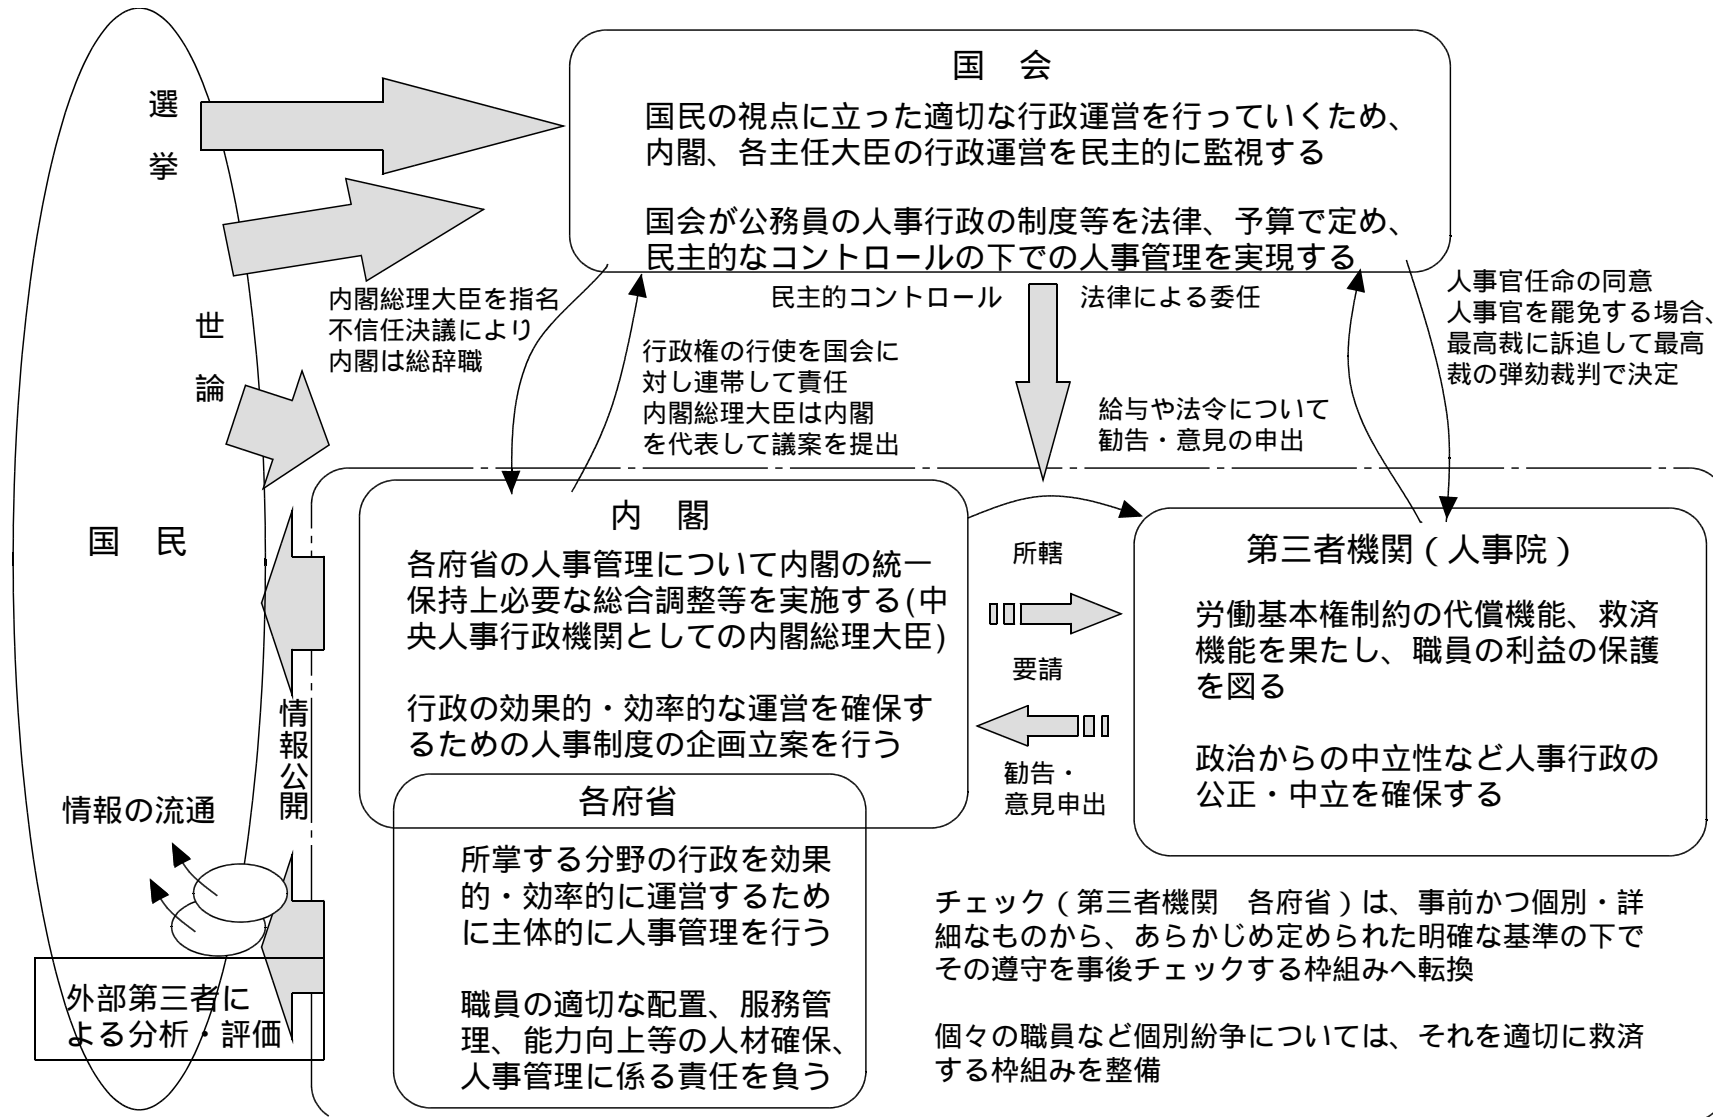 選
挙
国　会
国民の視点に立った適切な行政運営を行っていくため、
内閣、各主任大臣の行政運営を民主的に監視する
国会が公務員の人事行政の制度等を法律、予算で定め、
民主的なコントロールの下での人事管理を実現する
世
論
内閣総理大臣を指名
不信任決議により
内閣は総辞職
行政権の行使を国会に
対し連帯して責任
内閣総理大臣は内閣
を代表して議案を提出
民主的コントロール
法律による委任
給与や法令について
勧告・意見の申出
人事官任命の同意
人事官を罷免する場合、
最高裁に訴追して最高
裁の弾劾裁判で決定
国　民
内　閣
各府省の人事管理について内閣の統一
保持上必要な総合調整等を実施する(中
央人事行政機関としての内閣総理大臣)
行政の効果的・効率的な運営を確保す
るための人事制度の企画立案を行う
所轄
要請
勧告・
意見申出
第三者機関（人事院）
労働基本権制約の代償機能、救済
機能を果たし、職員の利益の保護
を図る
政治からの中立性など人事行政の
公正・中立を確保する
情報公開
情報の流通
各府省
所掌する分野の行政を効果
的・効率的に運営するため
に主体的に人事管理を行う
職員の適切な配置、服務管
理、能力向上等の人材確保、
人事管理に係る責任を負う
外部第三者に
よる分析・評価
チェック（第三者機関　各府省）は、事前かつ個別・詳
細なものから、あらかじめ定められた明確な基準の下で
その遵守を事後チェックする枠組みへ転換
個々の職員など個別紛争については、それを適切に救済
する枠組みを整備